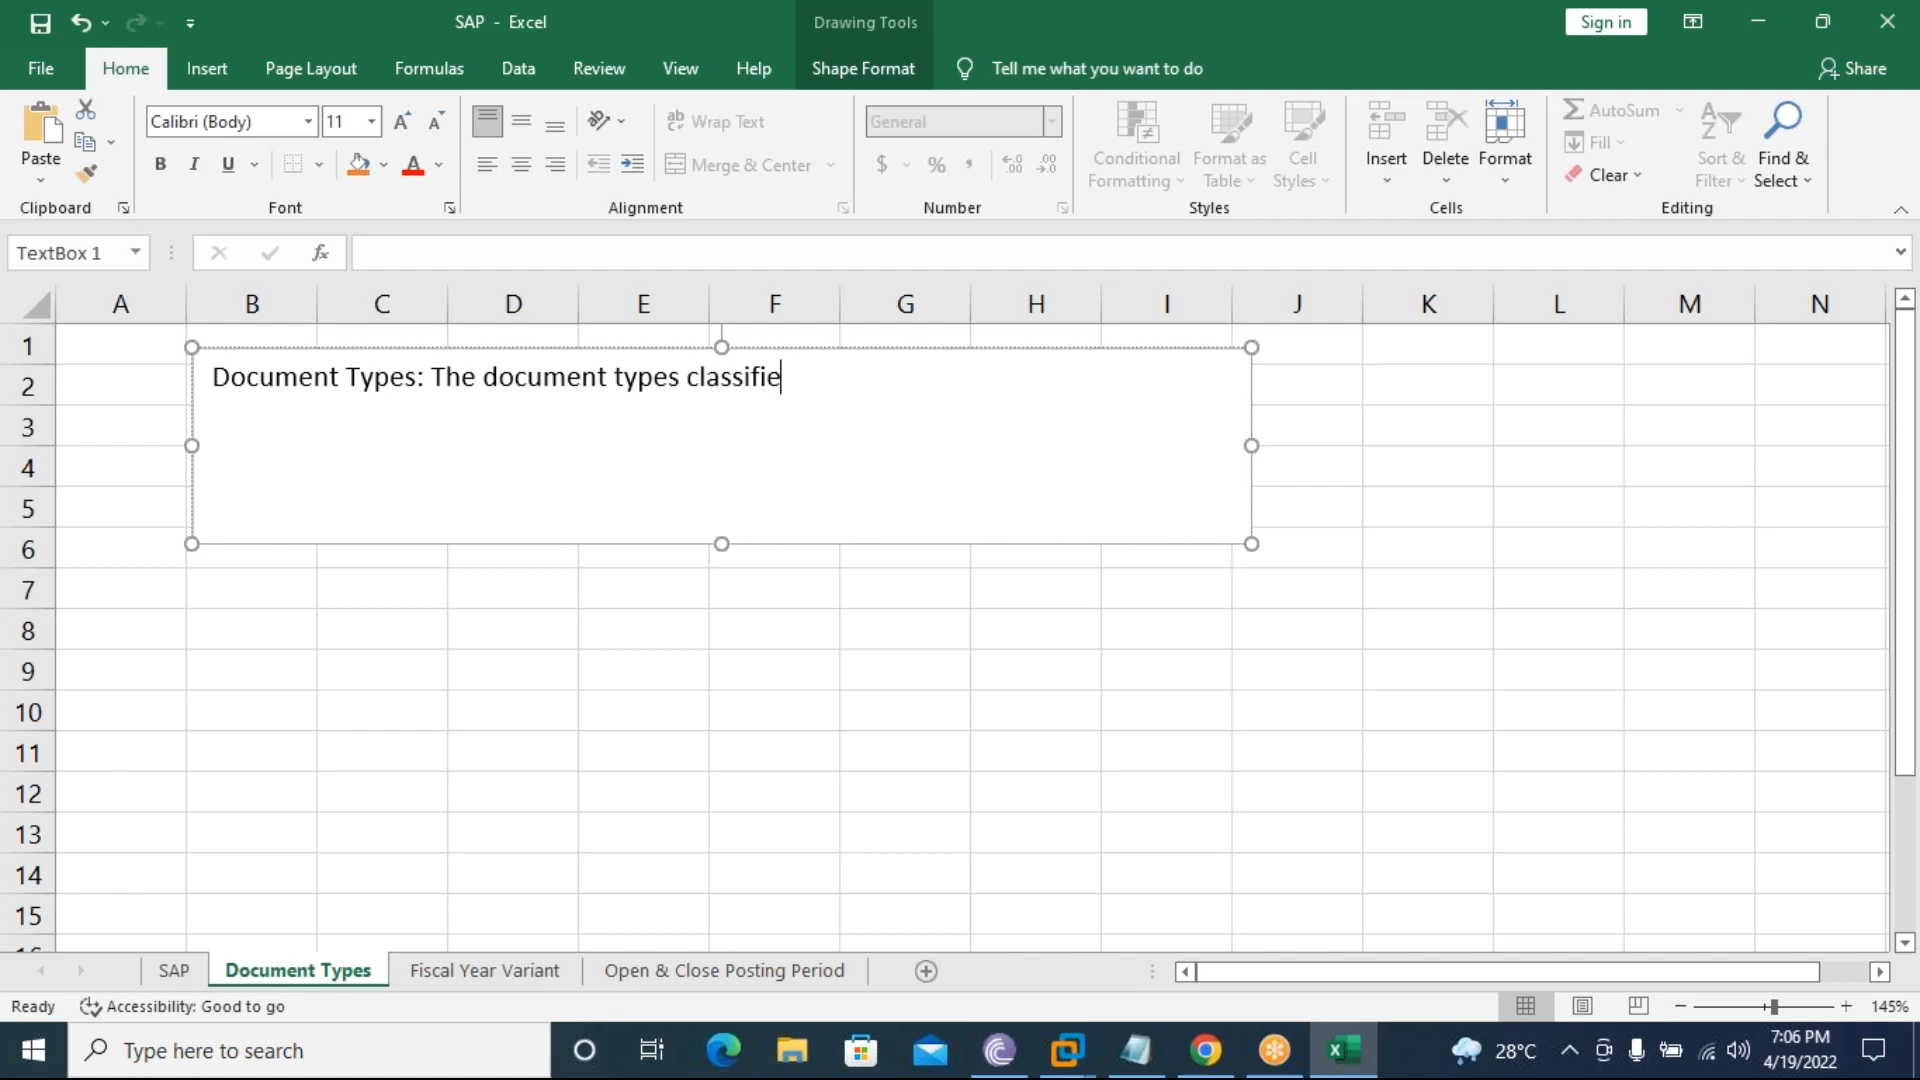 SAP - Excel
Drawing Tools
Sign in
File
Home
Insert
Page Layout
Formulas
Data
Review
View
Help
Shape Format
Tell me what you want to do
Share
Paste
Calibri (Body)
11
B I U
Wrap Text
Merge & Center
General
$ % ,
Conditional Formatting
Format as Table
Cell Styles
Insert
Delete
Format
AutoSum
Fill
Clear
Sort & Filter
Find & Select
Clipboard
Font
Alignment
Number
Styles
Cells
Editing
TextBox 1
fx
A B C D E F G H I J K L M N
1
Document Types: The document types classifie
2
3
4
5
6
7
8
9
10
11
12
13
14
15
SAP
Document Types
Fiscal Year Variant
Open & Close Posting Period
Ready
Accessibility: Good to go
145%
Type here to search
28°C
7:06 PM
4/19/2022